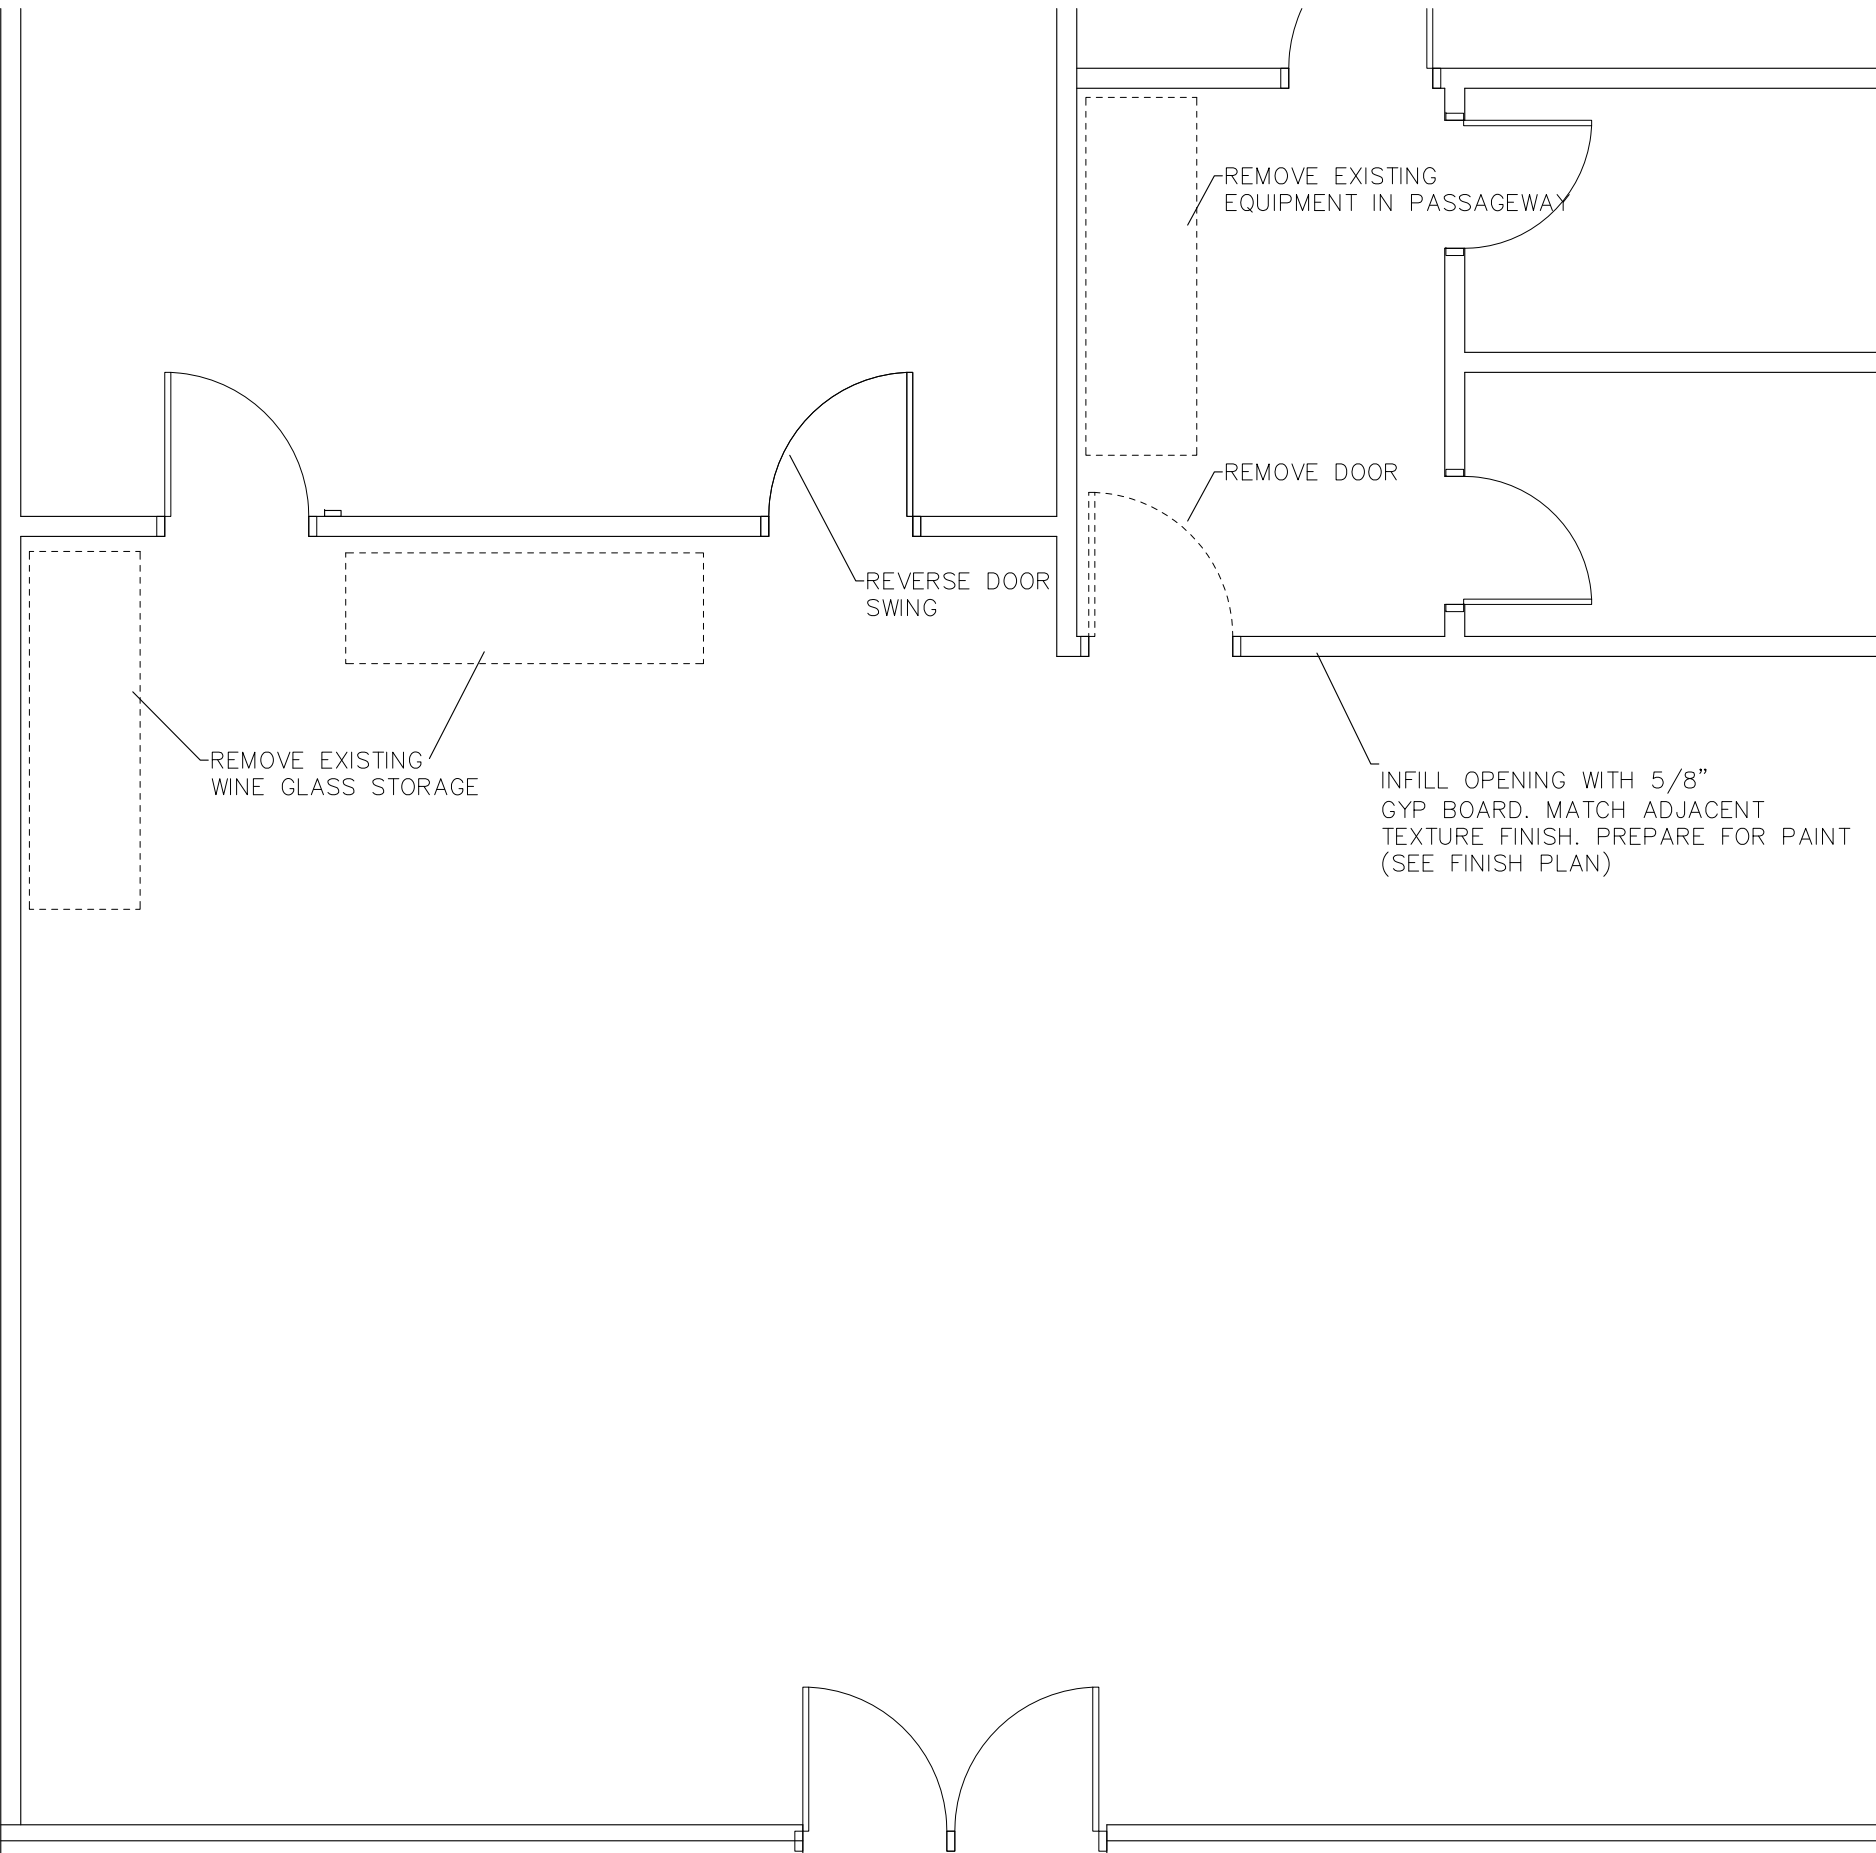 REMOVE EXISTING
EQUIPMENT IN PASSAGEWAY
REMOVE DOOR
REVERSE DOOR
SWING
REMOVE EXISTING
WINE GLASS STORAGE
INFILL OPENING WITH 5/8”
GYP BOARD. MATCH ADJACENT
TEXTURE FINISH. PREPARE FOR PAINT
(SEE FINISH PLAN)